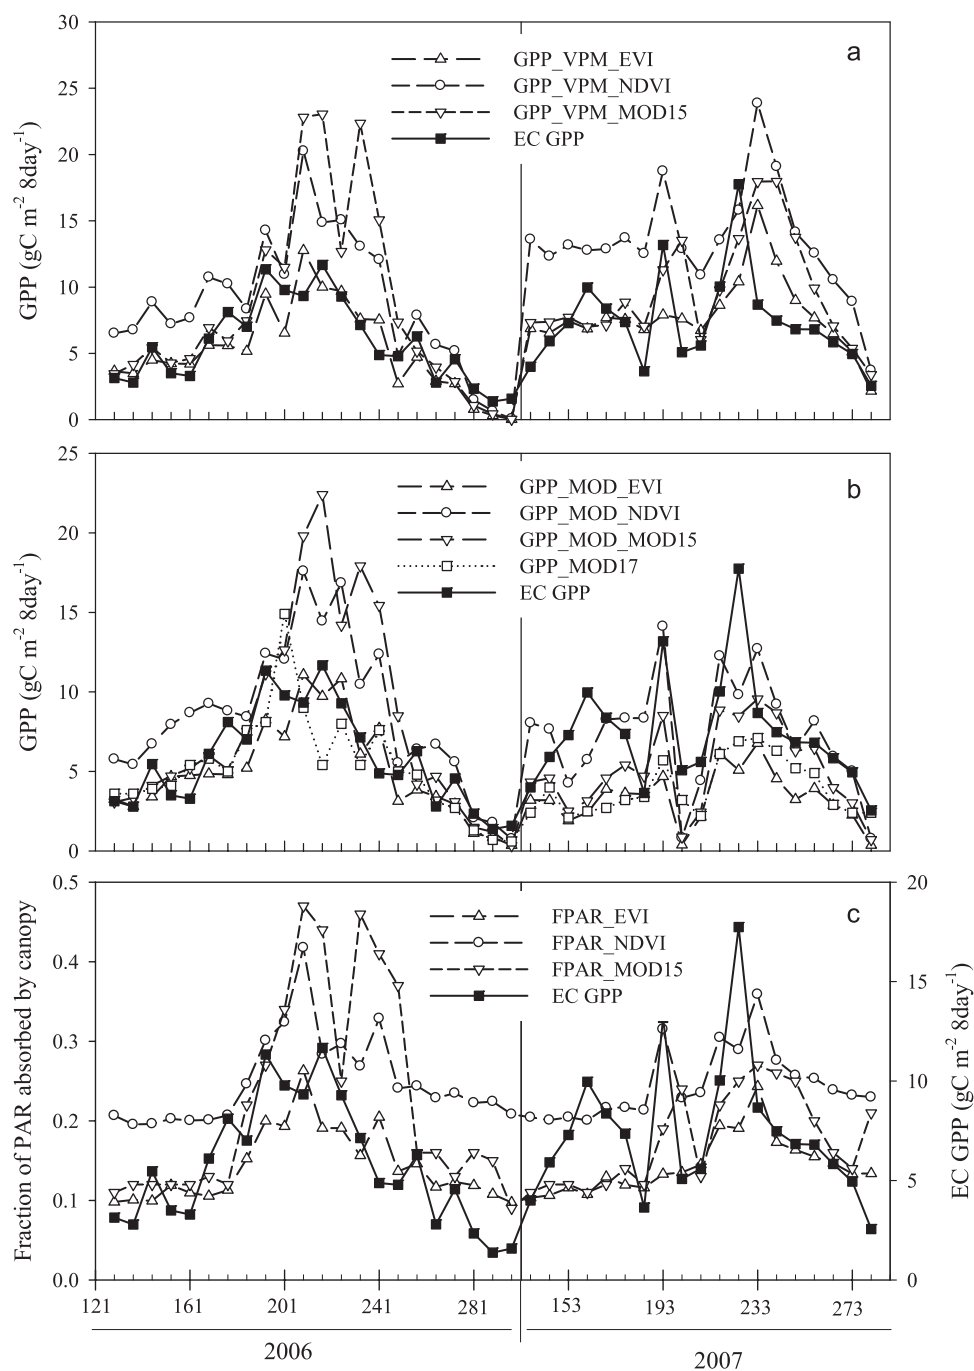 30
25
20
15
10
5
0
GPP (gC m⁻² 8day⁻¹)
GPP_VPM_EVI
GPP_VPM_NDVI
GPP_VPM_MOD15
EC GPP
a
25
20
15
10
5
0
GPP (gC m⁻² 8day⁻¹)
GPP_MOD_EVI
GPP_MOD_NDVI
GPP_MOD_MOD15
GPP_MOD17
EC GPP
b
0.5
0.4
0.3
0.2
0.1
0.0
Fraction of PAR absorbed by canopy
FPAR_EVI
FPAR_NDVI
FPAR_MOD15
EC GPP
c
20
15
10
5
0
EC GPP (gC m⁻² 8day⁻¹)
121 161 201 241 281 153 193 233 273
2006 2007